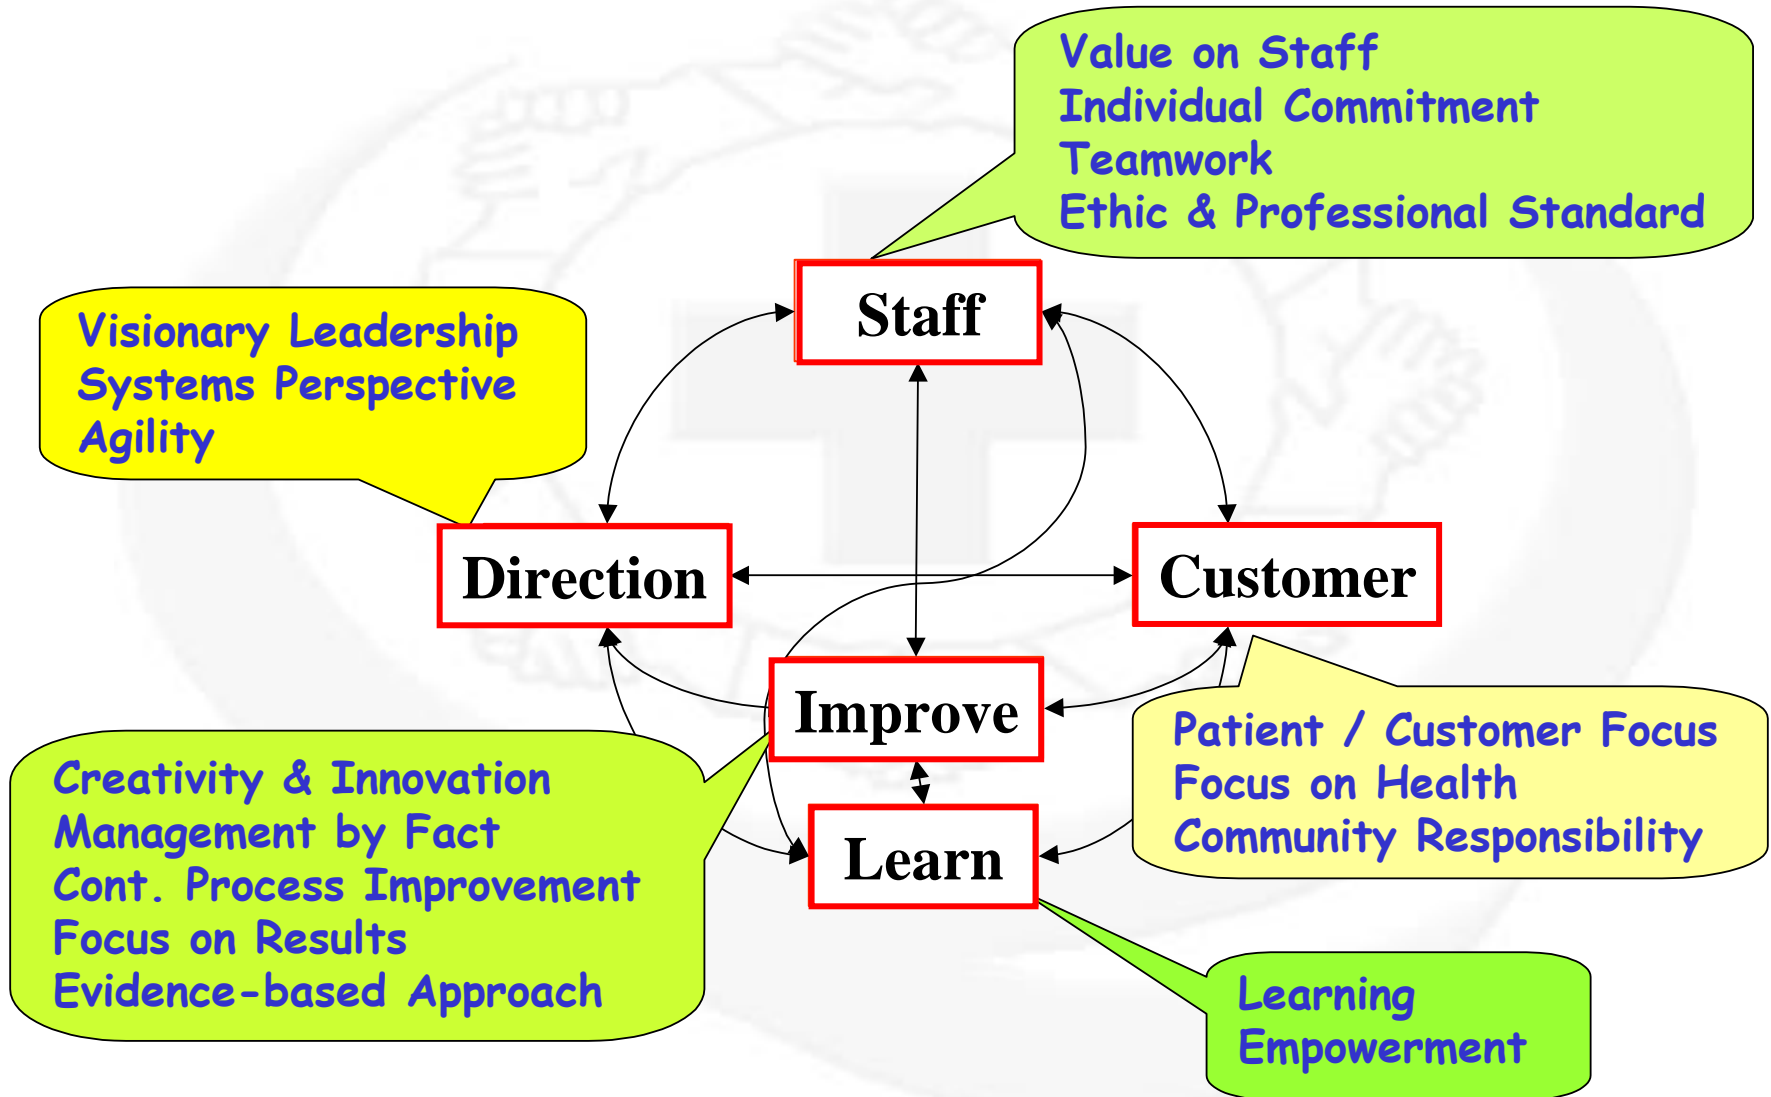 Value on Staff
Individual Commitment
Teamwork
Ethic & Professional Standard
Staff
Visionary Leadership
Systems Perspective
Agility
Direction
Customer
Improve
Patient / Customer Focus
Focus on Health
Community Responsibility
Creativity & Innovation
Management by Fact
Cont. Process Improvement
Focus on Results
Evidence-based Approach
Learn
Learning
Empowerment